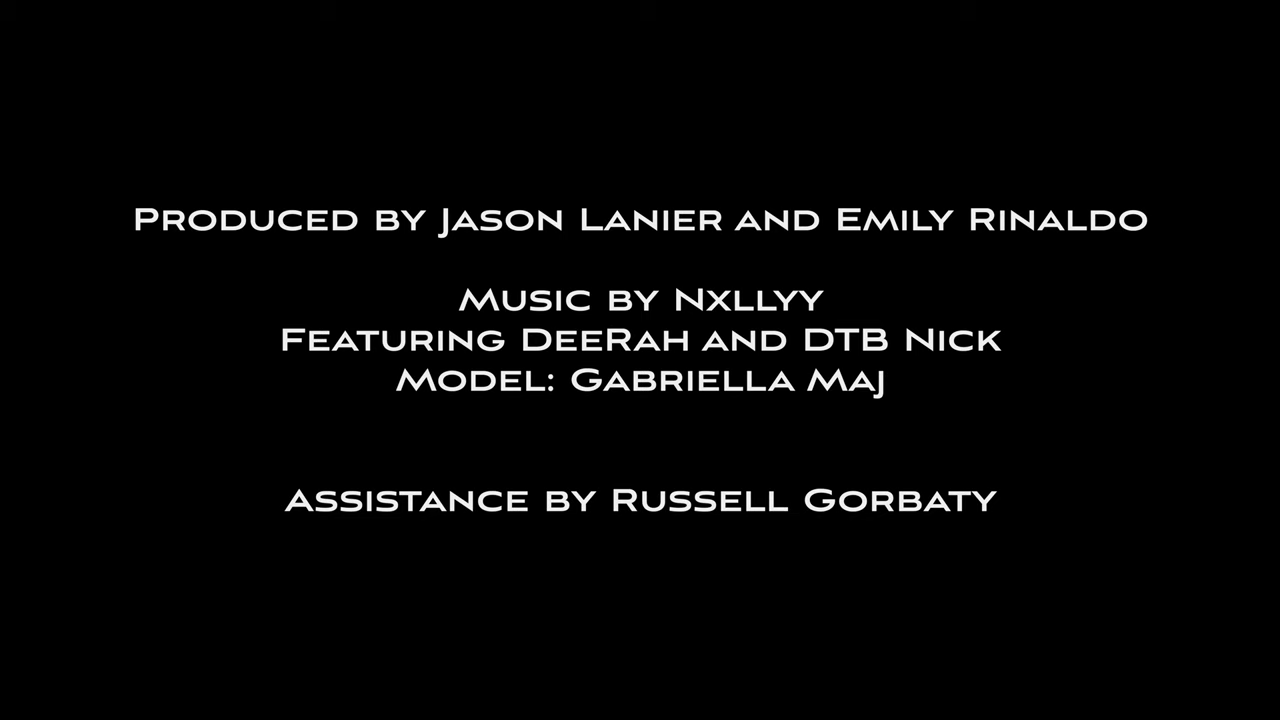 Produced by Jason Lanier and Emily Rinaldo
Music by Nxllyy
Featuring DeeRah and DTB Nick
Model: Gabriella Maj
Assistance by Russell Gorbaty